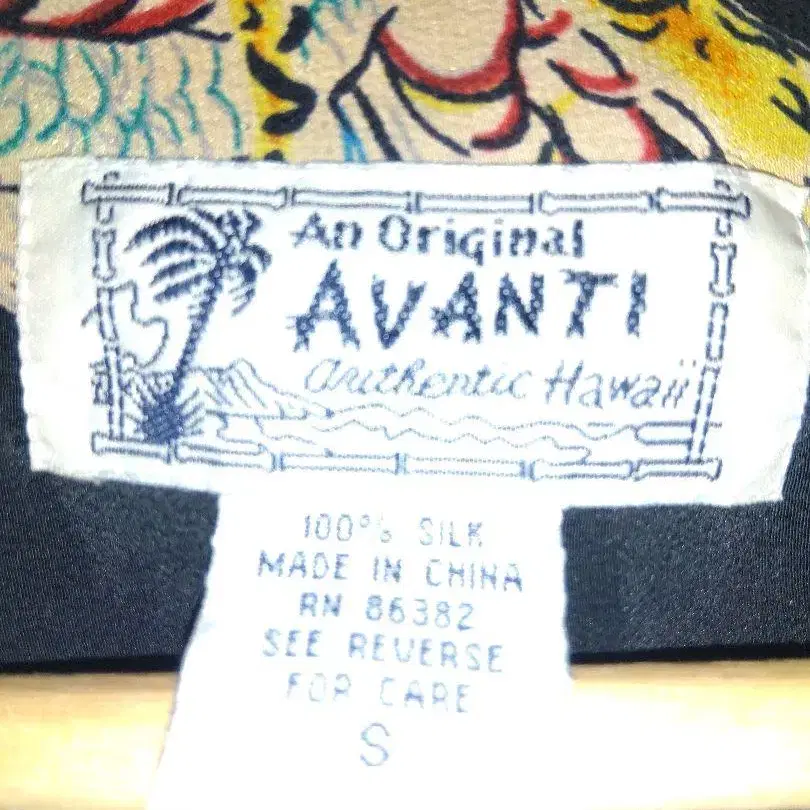 An Original
AVANTI
authentic Hawaii
100% SILK
MADE IN CHINA
RN 86382
SEE REVERSE
FOR CARE
S